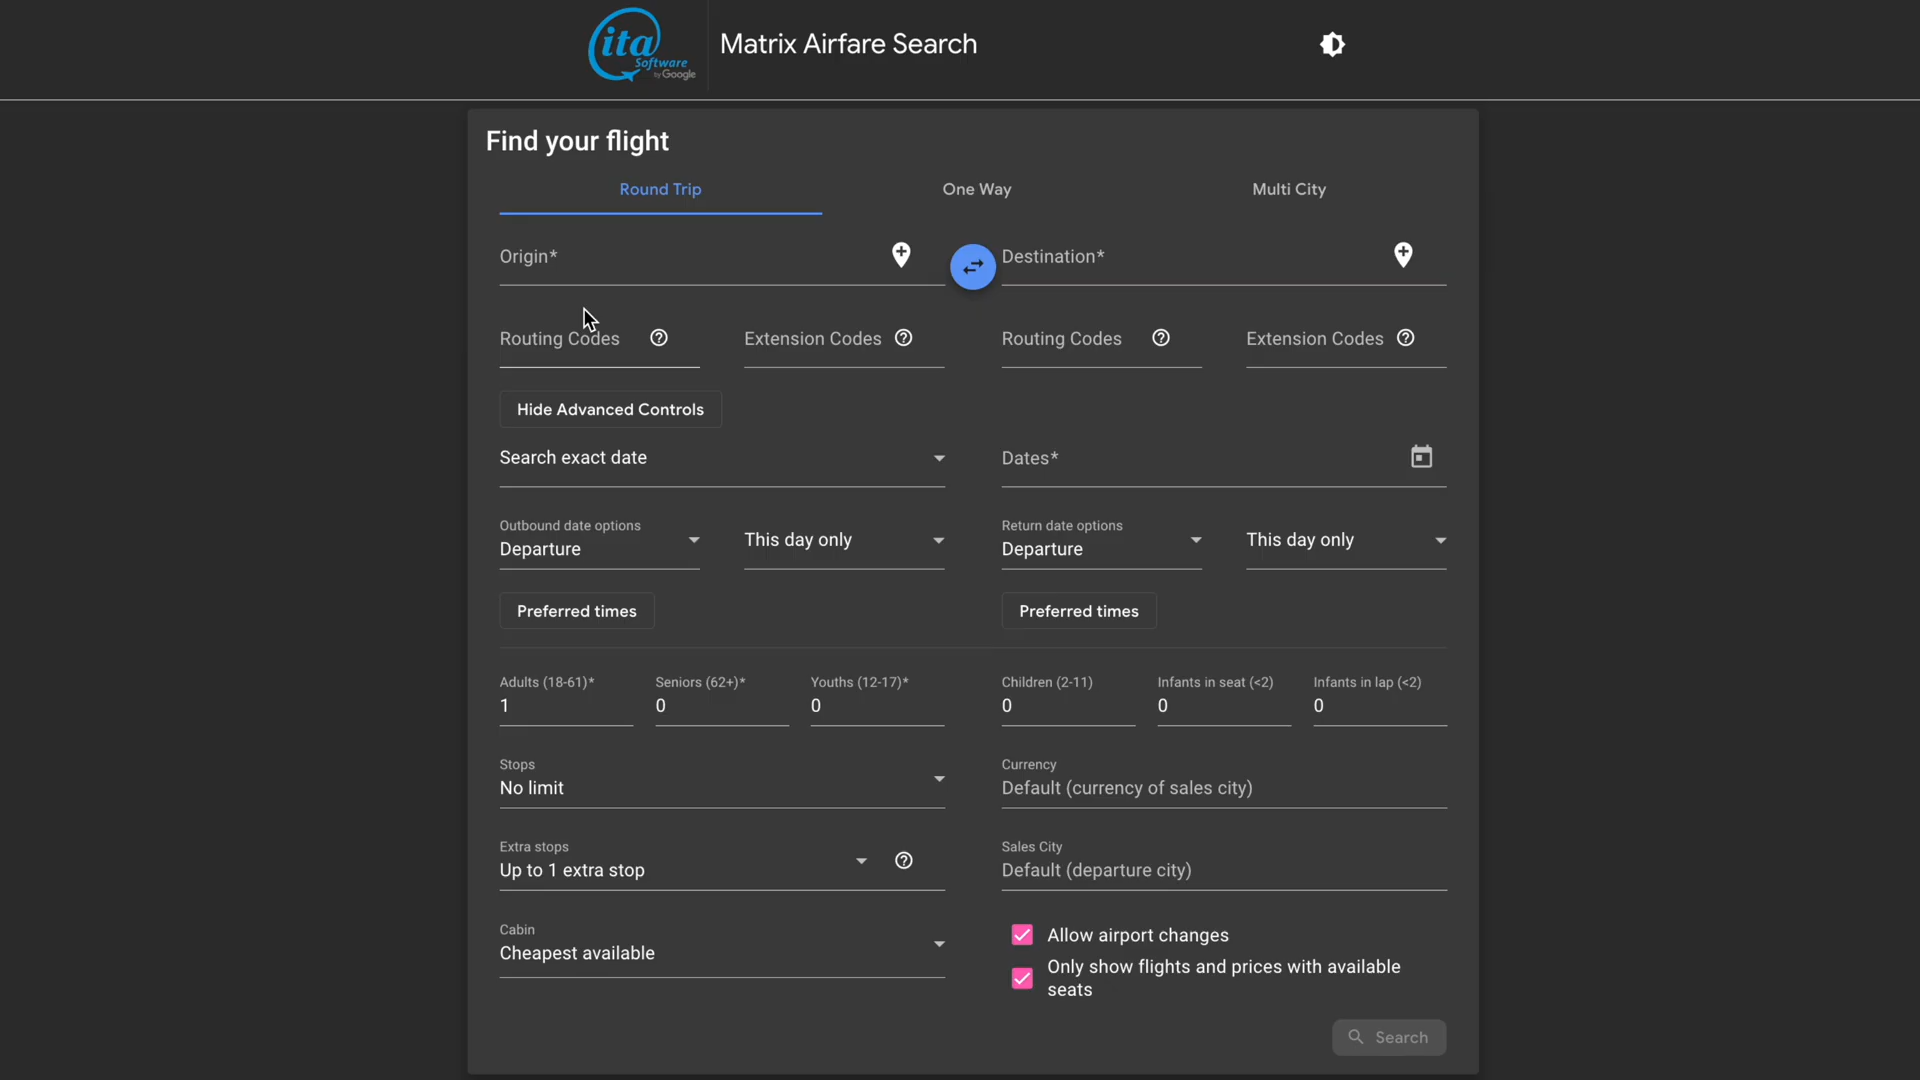 ita
Software
by Google
Matrix Airfare Search
Find your flight
Round Trip
One Way
Multi City
Origin*
Destination*
Routing Codes
Extension Codes
Routing Codes
Extension Codes
Hide Advanced Controls
Search exact date
Dates*
Outbound date options
Departure
This day only
Return date options
Departure
This day only
Preferred times
Preferred times
Adults (18-61)*
1
Seniors (62+)*
0
Youths (12-17)*
0
Children (2-11)
0
Infants in seat (<2)
0
Infants in lap (<2)
0
Stops
No limit
Currency
Default (currency of sales city)
Extra stops
Up to 1 extra stop
Sales City
Default (departure city)
Cabin
Cheapest available
Allow airport changes
Only show flights and prices with available
seats
Search